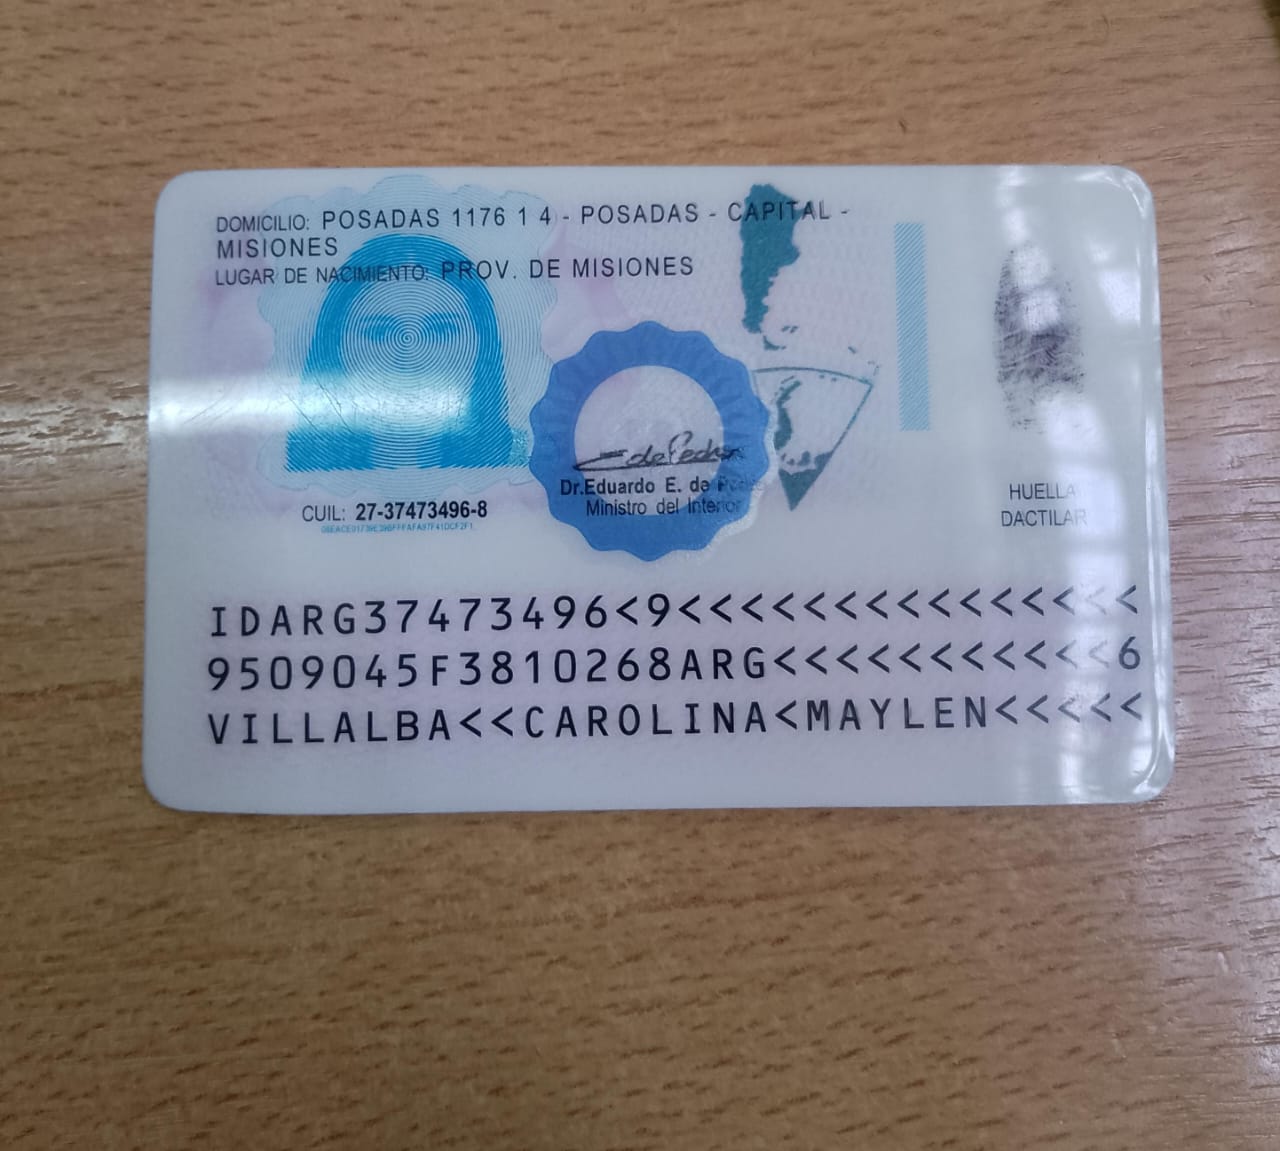 DOMICILIO: POSADAS 1176 1 4 - POSADAS - CAPITAL -
MISIONES
LUGAR DE NACIMIENTO: PROV. DE MISIONES
Dr.Eduardo E. de
Ministro del Interior
CUIL: 27-37473496-8
HUELLA
DACTILAR
IDARG37473496<9<<<<<<<<<<<<<<<
9509045F3810268ARG<<<<<<<<<<<6
VILLALBA<<CAROLINA<MAYLEN<<<<<